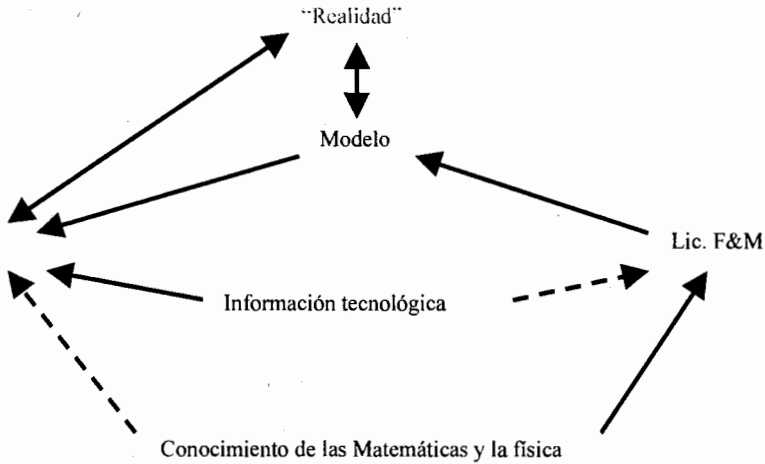 “Realidad”
Modelo
Lic. F&M
Información tecnológica
Conocimiento de las Matemáticas y la física